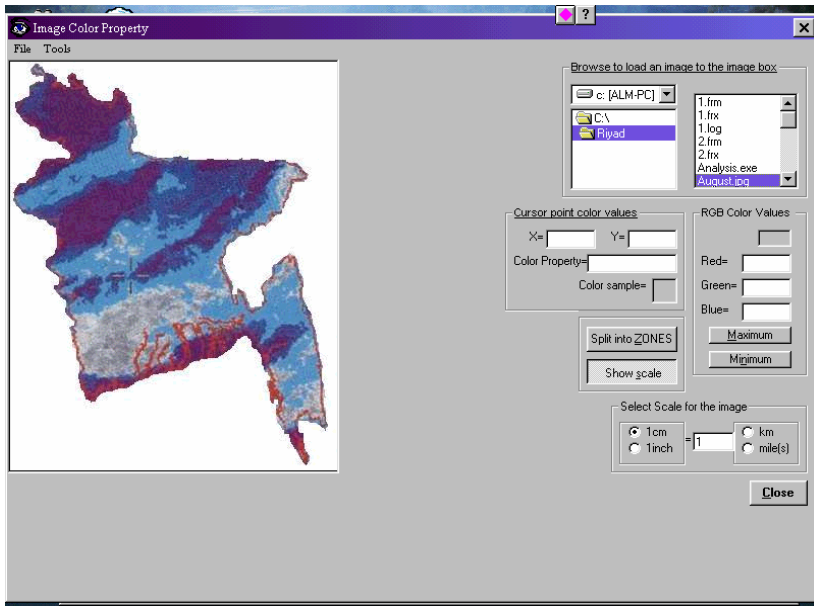 ?
Image Color Property
File Tools
Browse to load an image to the image box
c: [ALM-PC]
C:\
Riyad
1.frm
1.frx
1.log
2.frm
2.frx
Analysis.exe
August.jpg
Cursor point color values
X= Y=
Color Property=
Color sample=
RGB Color Values
Red=
Green=
Blue=
Maximum
Minimum
Split into ZONES
Show scale
Select Scale for the image
1cm
1inch
= 1
km
mile(s)
Close